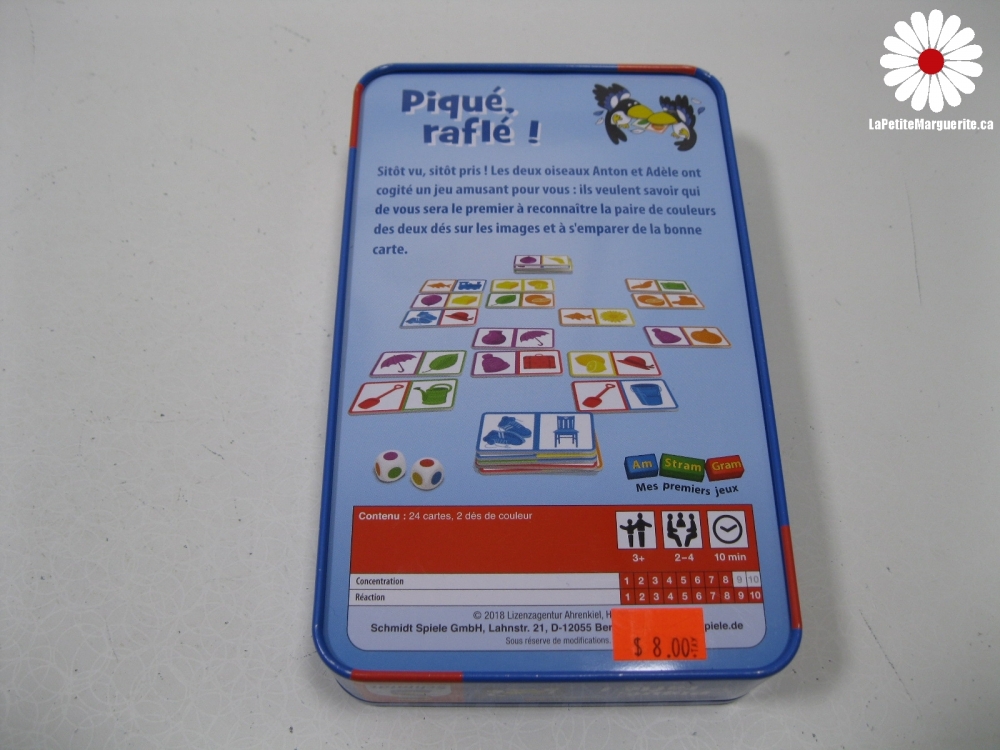 LaPetiteMarguerite.ca
Piqué,
raflé !
Sitôt vu, sitôt pris ! Les deux oiseaux Anton et Adèle ont
cogité un jeu amusant pour vous : ils veulent savoir qui
de vous sera le premier à reconnaître la paire de couleurs
des deux dés sur les images et à s'emparer de la bonne
carte.
Am Stram Gram
Mes premiers jeux
Contenu : 24 cartes, 2 dés de couleur
3+ 2–4 10 min
Concentration 1 2 3 4 5 6 7 8 9 10
Réaction 1 2 3 4 5 6 7 8 9 10
© 2018 Lizenzagentur Ahrenkiel, H
Schmidt Spiele GmbH, Lahnstr. 21, D-12055 Ber spiele.de
Sous réserve de modifications.
$ 8.00